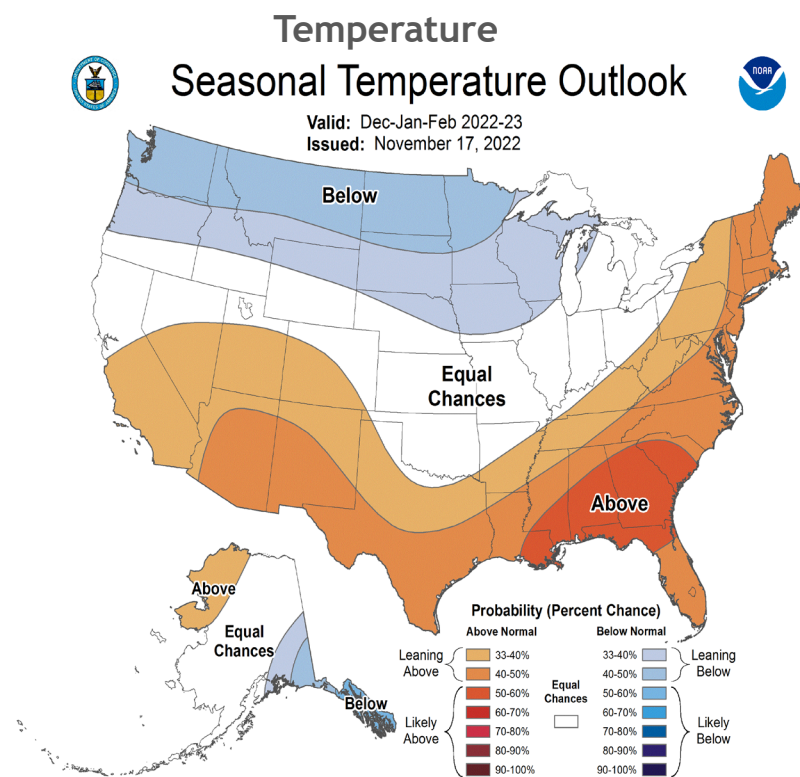 Temperature
Seasonal Temperature Outlook
NOAA
Valid: Dec-Jan-Feb 2022-23
Issued: November 17, 2022
Below
Equal
Chances
Above
Above
Equal
Chances
Below
Probability (Percent Chance)
Above Normal
Below Normal
Leaning
Above
33-40%
40-50%
Likely
Above
50-60%
60-70%
70-80%
80-90%
90-100%
Equal
Chances
33-40%
40-50%
Leaning
Below
50-60%
60-70%
70-80%
80-90%
90-100%
Likely
Below